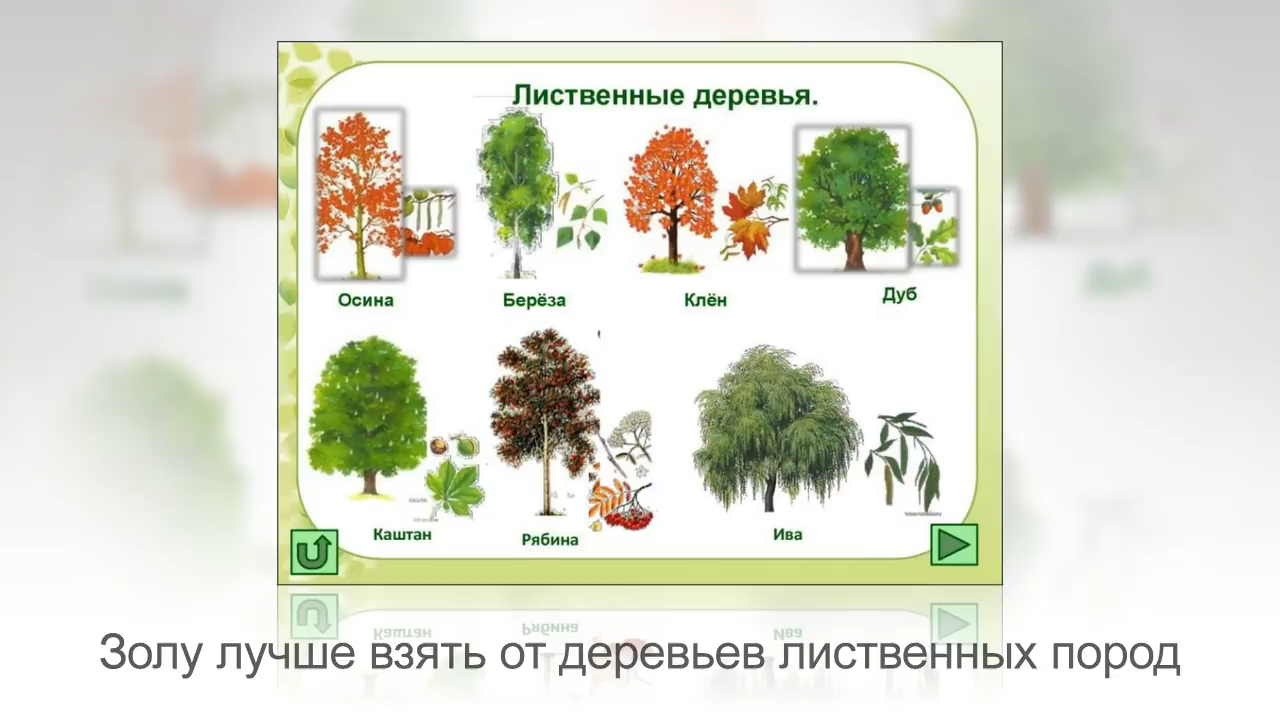 Лиственные деревья.
Осина
Берёза
Клён
Дуб
Каштан
Рябина
Ива
Золу лучше взять от деревьев лиственных пород